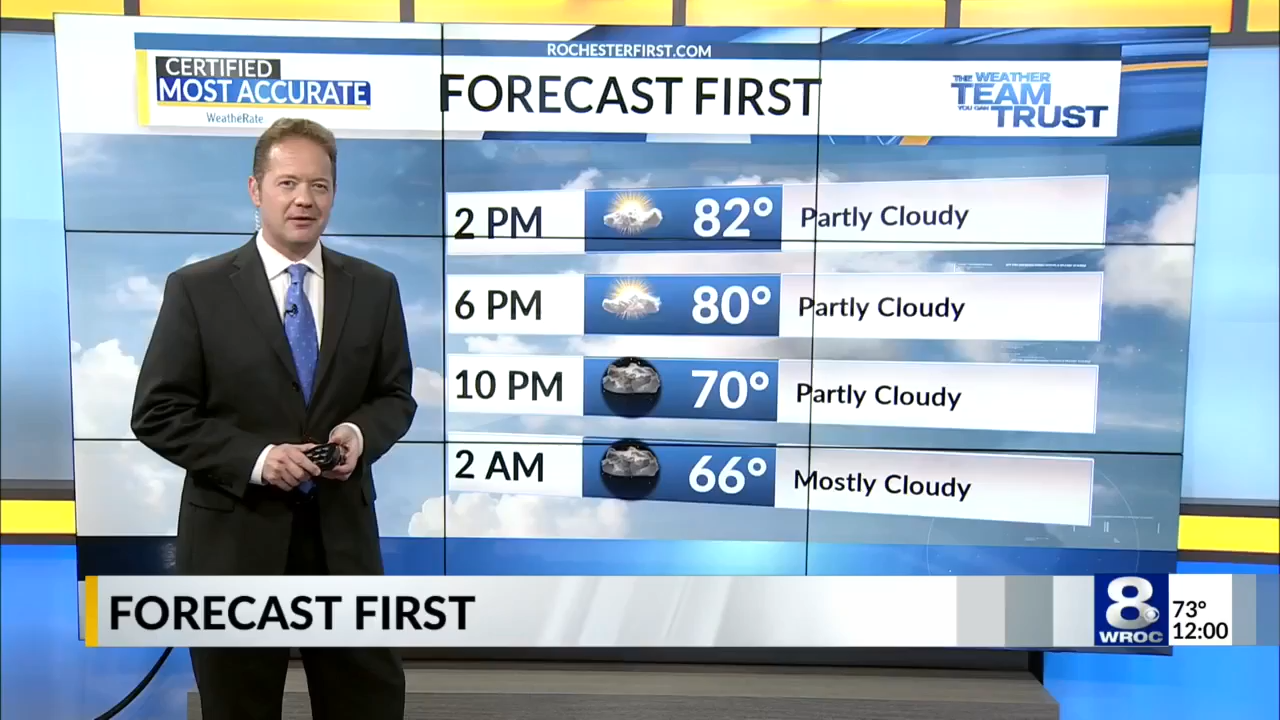 ROCHESTERFIRST.COM
CERTIFIED
MOST ACCURATE
WeatheRate
FORECAST FIRST
THE WEATHER
TEAM
YOU CAN
TRUST
2 PM 82° Partly Cloudy
6 PM 80° Partly Cloudy
10 PM 70° Partly Cloudy
2 AM 66° Mostly Cloudy
FORECAST FIRST
8
WROC
73°
12:00